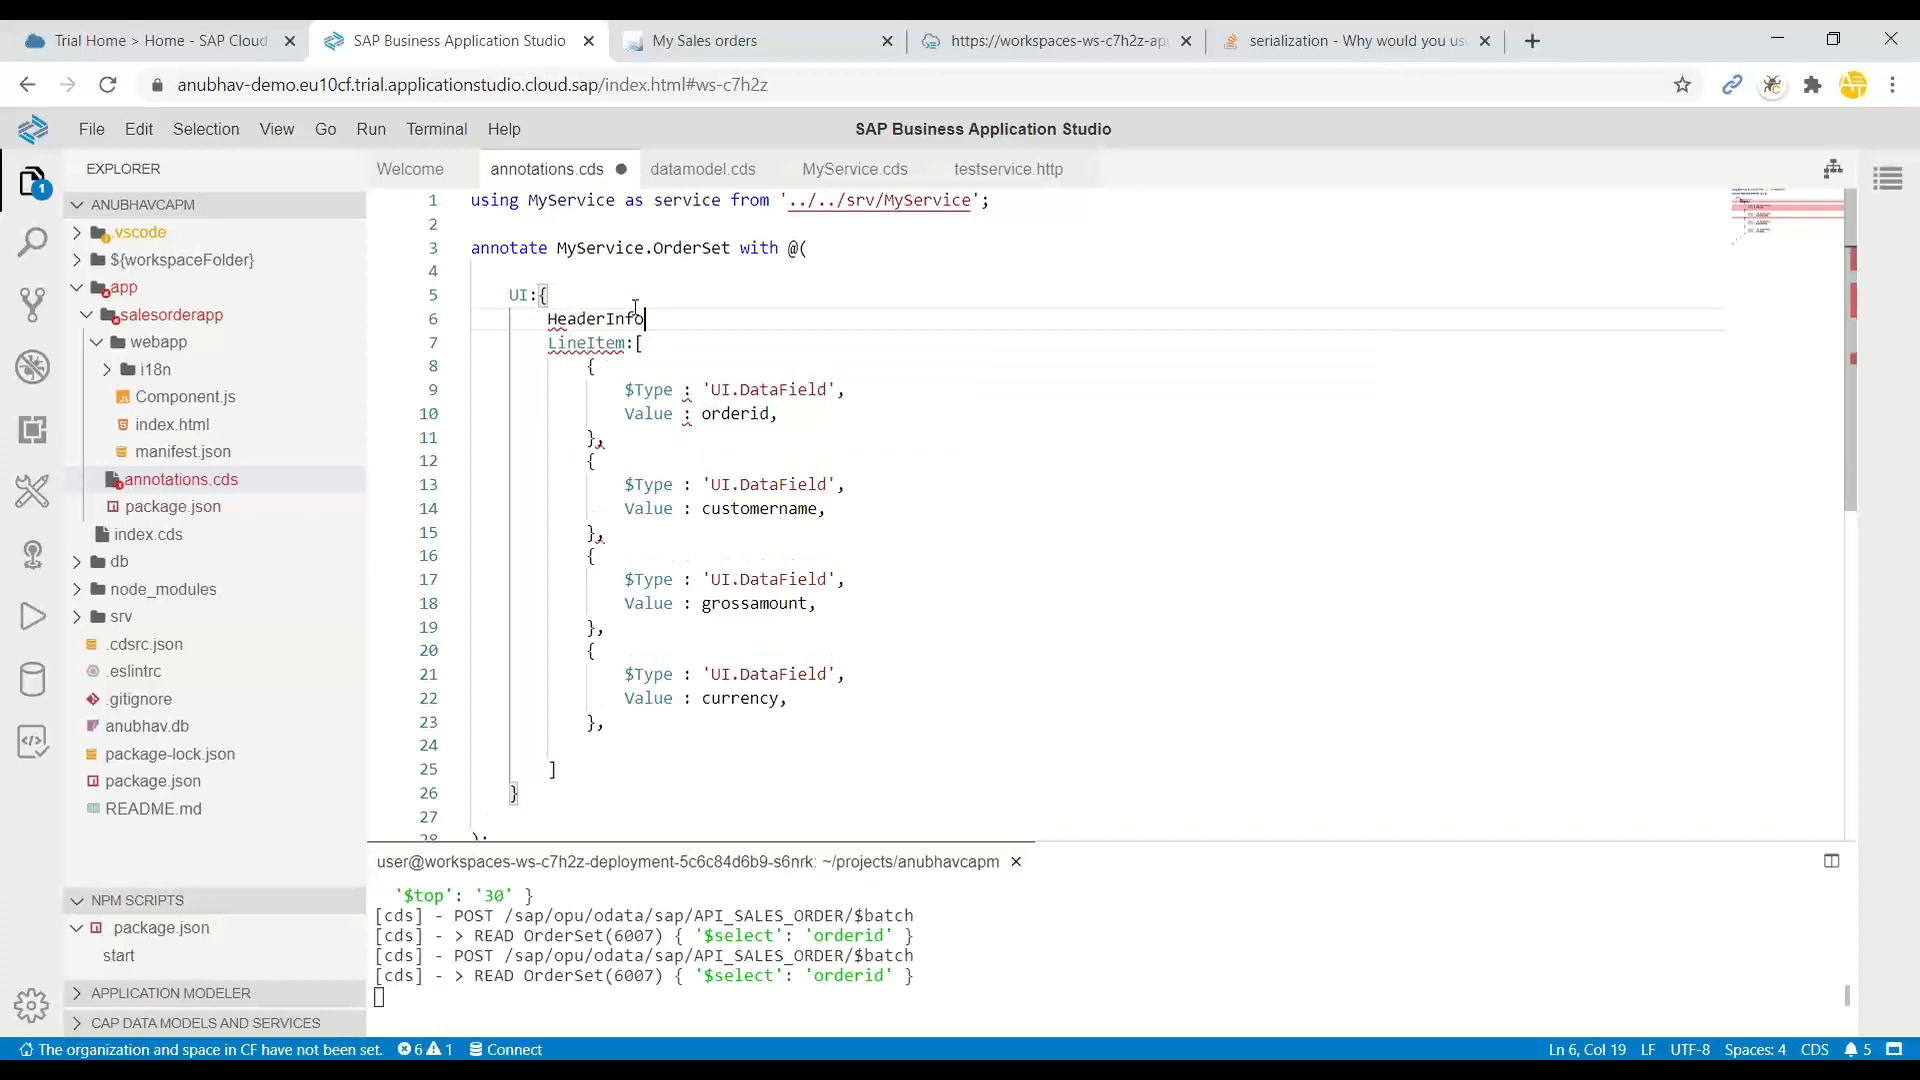 Trial Home > Home - SAP Cloud
SAP Business Application Studio
My Sales orders
https://workspaces-ws-c7h2z-ap
serialization - Why would you us
anubhav-demo.eu10cf.trial.applicationstudio.cloud.sap/index.html#ws-c7h2z
File Edit Selection View Go Run Terminal Help
SAP Business Application Studio
EXPLORER
1
ANUBHAVCAPM
.vscode
${workspaceFolder}
app
salesorderapp
webapp
i18n
Component.js
index.html
manifest.json
annotations.cds
package.json
index.cds
db
node_modules
srv
.cdsrc.json
.eslintrc
.gitignore
anubhav.db
package-lock.json
package.json
README.md
NPM SCRIPTS
package.json
start
APPLICATION MODELER
CAP DATA MODELS AND SERVICES
Welcome annotations.cds datamodel.cds MyService.cds testservice.http
1 using MyService as service from '../../srv/MyService';
2
3 annotate MyService.OrderSet with @(
4
5 UI:{
6 HeaderInfo
7 LineItem:[
8 {
9 $Type : 'UI.DataField',
10 Value : orderid,
11 },
12 {
13 $Type : 'UI.DataField',
14 Value : customername,
15 },
16 {
17 $Type : 'UI.DataField',
18 Value : grossamount,
19 },
20 {
21 $Type : 'UI.DataField',
22 Value : currency,
23 },
24
25 ]
26 }
27
28 );
user@workspaces-ws-c7h2z-deployment-5c6c84d6b9-s6nrk: ~/projects/anubhavcapm
'$top': '30' }
[cds] - POST /sap/opu/odata/sap/API_SALES_ORDER/$batch
[cds] - > READ OrderSet(6007) { '$select': 'orderid' }
[cds] - POST /sap/opu/odata/sap/API_SALES_ORDER/$batch
[cds] - > READ OrderSet(6007) { '$select': 'orderid' }
The organization and space in CF have not been set. 6 1 Connect
Ln 6, Col 19 LF UTF-8 Spaces: 4 CDS 5